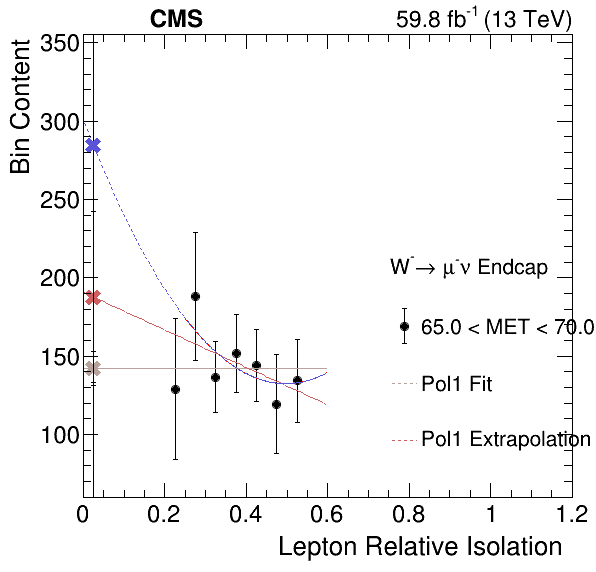 CMS 59.8 fb⁻¹ (13 TeV)
Bin Content
350
300
250
200
150
100
W⁻→ μ⁻ν Endcap
65.0 < MET < 70.0
Pol1 Fit
Pol1 Extrapolation
0 0.2 0.4 0.6 0.8 1 1.2
Lepton Relative Isolation